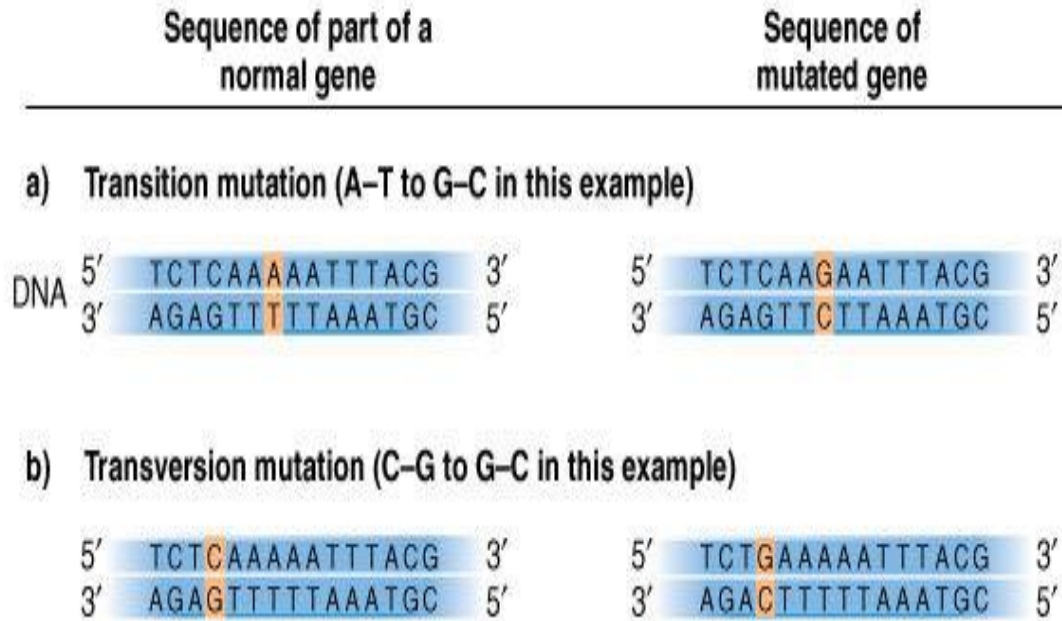 Sequence of part of a normal gene
Sequence of mutated gene
a) Transition mutation (A–T to G–C in this example)
DNA
5′ TCTCAAAAATTTACG 3′
3′ AGAGTTTTTAAATGC 5′
5′ TCTCAAGAATTTACG 3′
3′ AGAGTTCTTAAATGC 5′
b) Transversion mutation (C–G to G–C in this example)
5′ TCTCAAAAATTTACG 3′
3′ AGAGTTTTTAAATGC 5′
5′ TCTGAAAAATTTACG 3′
3′ AGACTTTTTAAATGC 5′